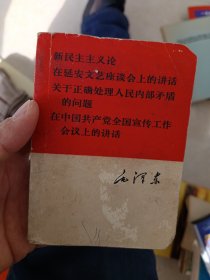 新民主主义论
在延安文艺座谈会上的讲话
关于正确处理人民内部矛盾
的问题
在中国共产党全国宣传工作
会议上的讲话
毛泽东